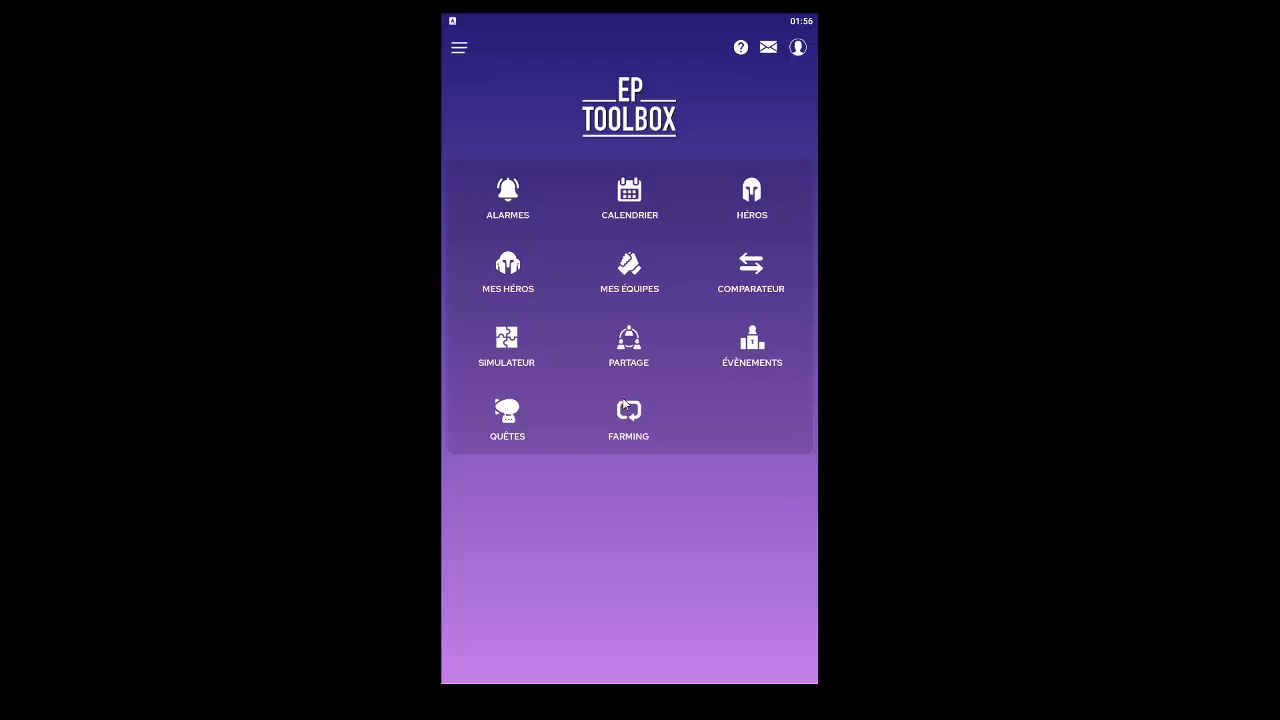 01:56
EP
TOOLBOX
ALARMES
CALENDRIER
HÉROS
MES HÉROS
MES ÉQUIPES
COMPARATEUR
SIMULATEUR
PARTAGE
ÉVÈNEMENTS
QUÊTES
FARMING